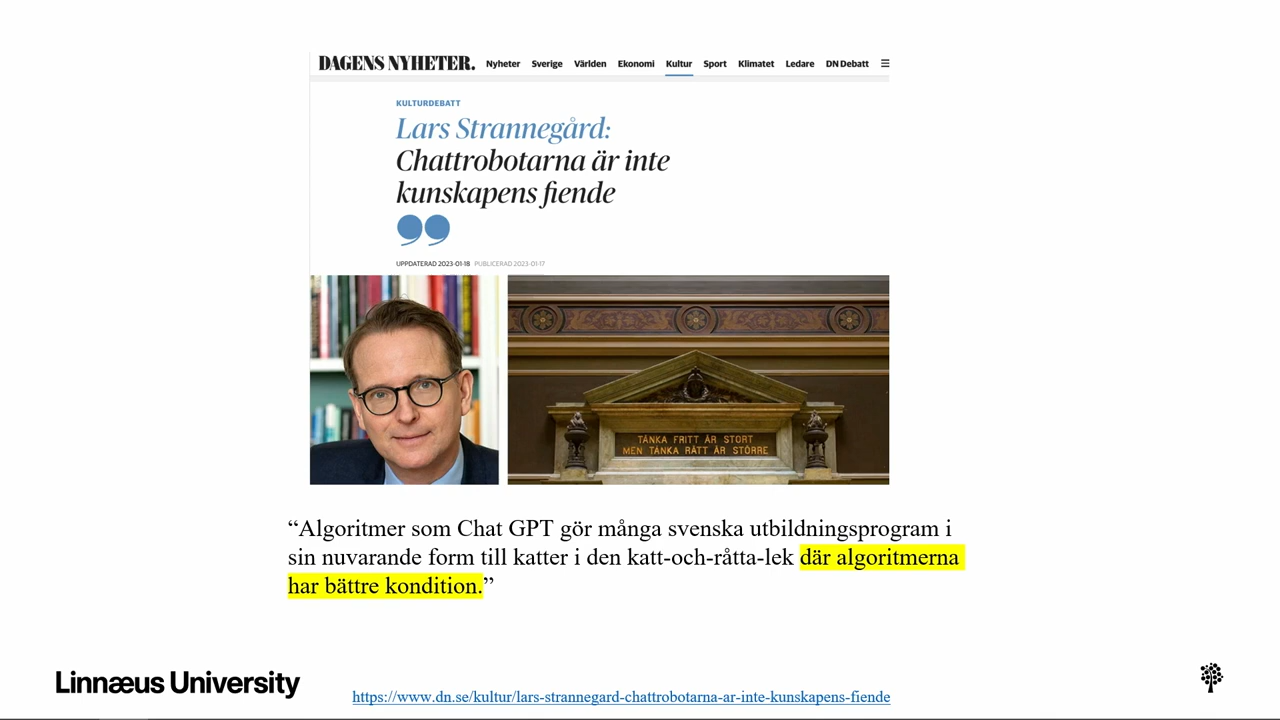 DAGENS NYHETER.
Nyheter Sverige Världen Ekonomi Kultur Sport Klimatet Ledare DN Debatt
KULTURDEBATT
Lars Strannegård:
Chattrobotarna är inte
kunskapens fiende
UPPDATERAD 2023-01-18 PUBLICERAD 2023-01-17
TÄNKA FRITT ÄR STORT
MEN TÄNKA RÄTT ÄR STÖRRE
“Algoritmer som Chat GPT gör många svenska utbildningsprogram i
sin nuvarande form till katter i den katt-och-råtta-lek där algoritmerna
har bättre kondition.”
Linnæus University
https://www.dn.se/kultur/lars-strannegard-chattrobotarna-ar-inte-kunskapens-fiende